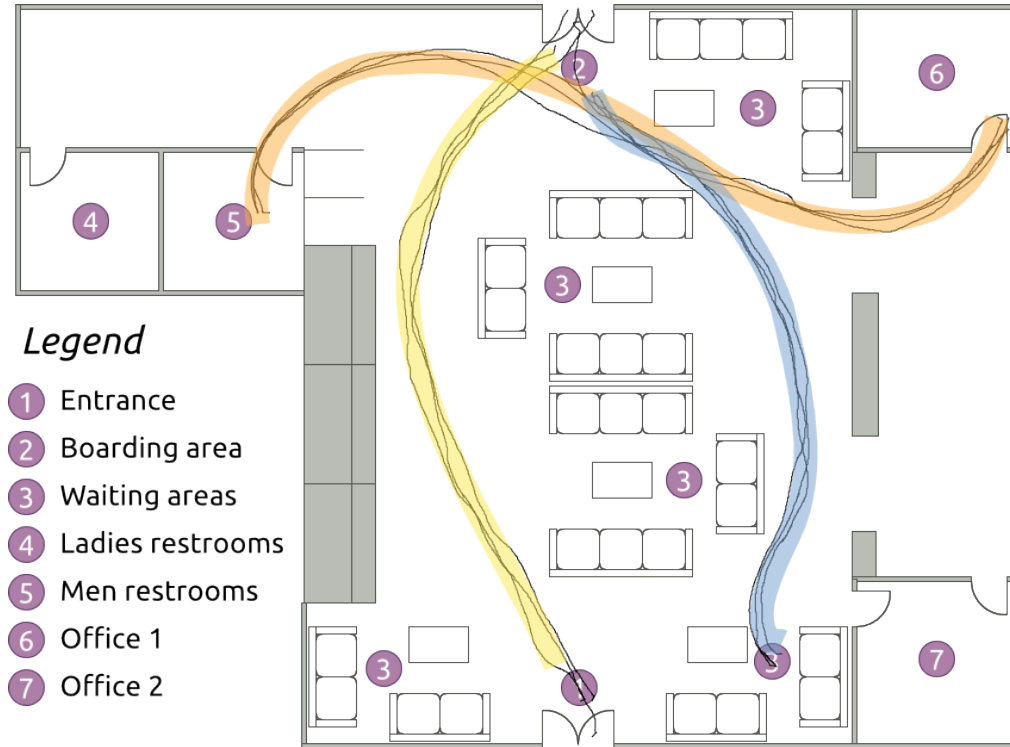 2
6
3
4
5
3
Legend
1 Entrance
2 Boarding area
3 Waiting areas
4 Ladies restrooms
5 Men restrooms
6 Office 1
7 Office 2
3
3
3
7
1